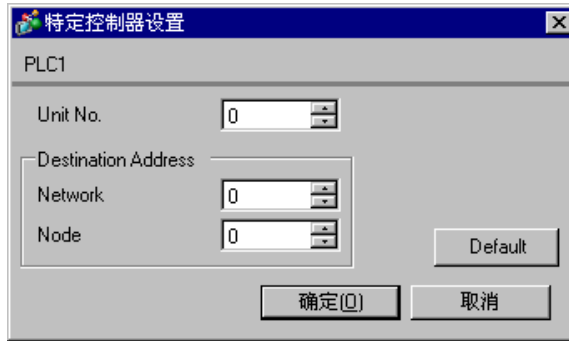 特定控制器设置
PLC1
Unit No. 0
Destination Address
Network 0
Node 0
Default
确定(O) 取消